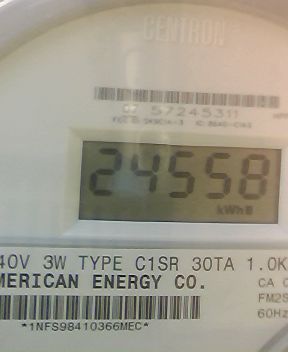 CENTRON
57245311
24558
kWh
40V 3W TYPE C1SR 30TA 1.0K
MERICAN ENERGY CO.
CA
FM2S
60Hz
*1NFS98410366MEC*